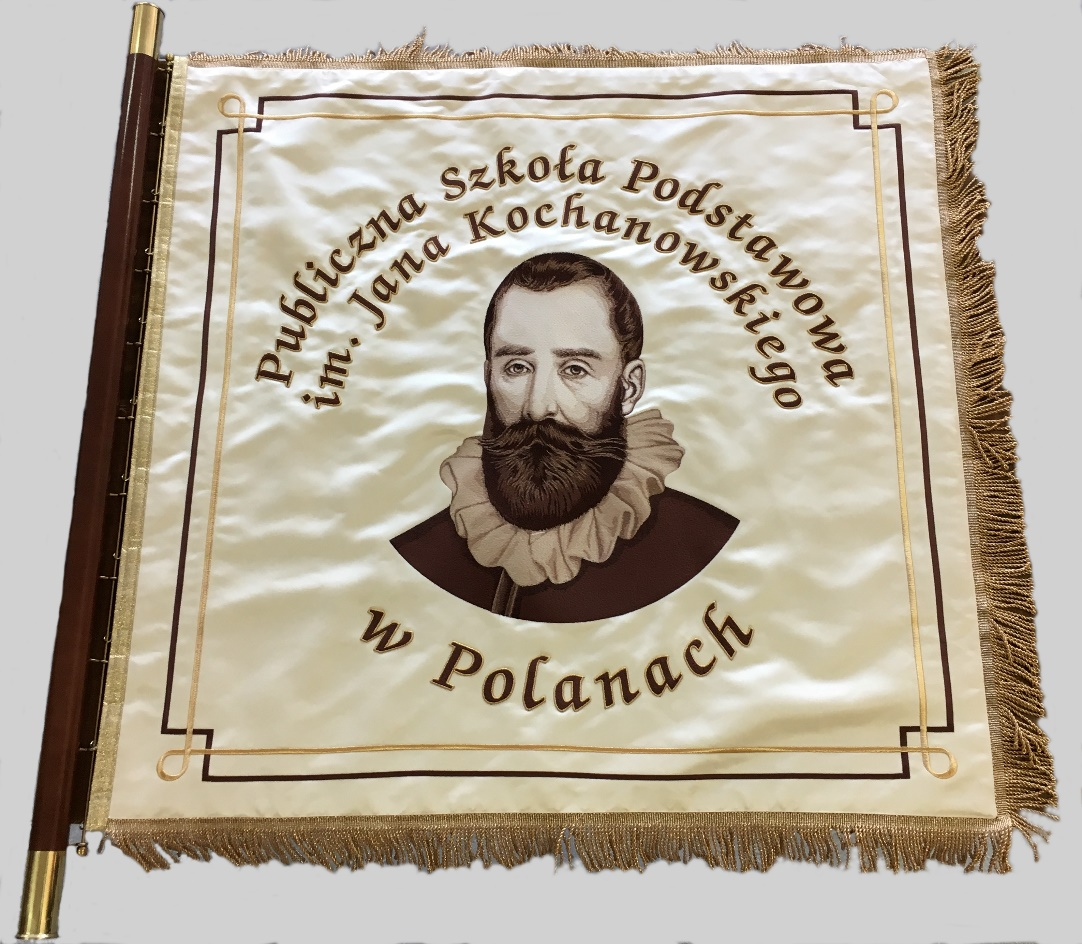 Publiczna Szkoła Podstawowa
im. Jana Kochanowskiego
w Polanach